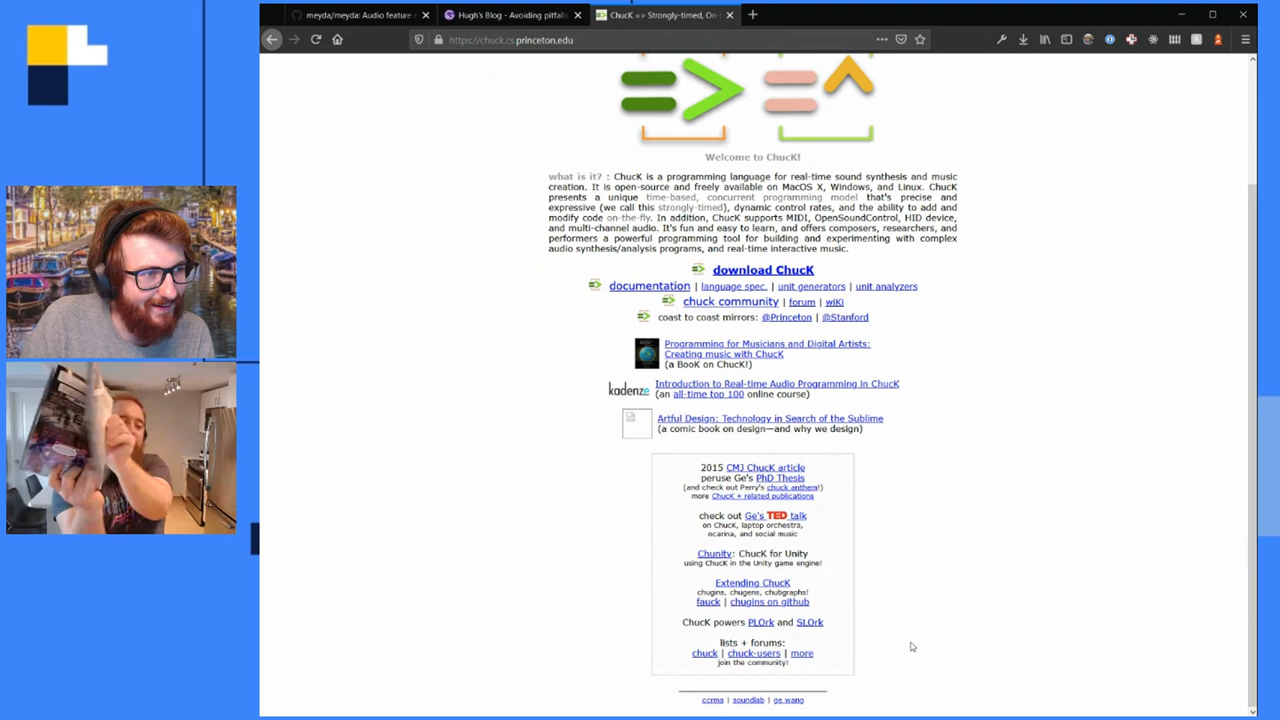 meyda/meyda: Audio feature e
Hugh's Blog - Avoiding pitfalls
ChucK => Strongly-timed, On-
https://chuck.cs.princeton.edu
Welcome to ChucK!
what is it? : ChucK is a programming language for real-time sound synthesis and music
creation. It is open-source and freely available on MacOS X, Windows, and Linux. ChucK
presents a unique time-based, concurrent programming model that's precise and
expressive (we call this strongly-timed), dynamic control rates, and the ability to add and
modify code on-the-fly. In addition, ChucK supports MIDI, OpenSoundControl, HID device,
and multi-channel audio. It's fun and easy to learn, and offers composers, researchers, and
performers a powerful programming tool for building and experimenting with complex
audio synthesis/analysis programs, and real-time interactive music.
download ChucK
documentation | language spec. | unit generators | unit analyzers
chuck community | forum | wiKi
coast to coast mirrors: @Princeton | @Stanford
Programming for Musicians and Digital Artists:
Creating music with ChucK
(a BooK on ChucK!)
kadenze Introduction to Real-time Audio Programming in ChucK
(an all-time top 100 online course)
Artful Design: Technology in Search of the Sublime
(a comic book on design—and why we design)
2015 CMJ ChucK article
peruse Ge's PhD Thesis
(and check out Perry's chuck anthem!)
more ChucK + related publications
check out Ge's TED talk
on ChucK, laptop orchestra,
ocarina, and social music
Chunity: ChucK for Unity
using ChucK in the Unity game engine!
Extending ChucK
chugins, chugens, chubgraphs!
fauck | chugins on github
ChucK powers PLOrk and SLOrk
lists + forums:
chuck | chuck-users | more
join the community!
ccrma | soundlab | ge wang